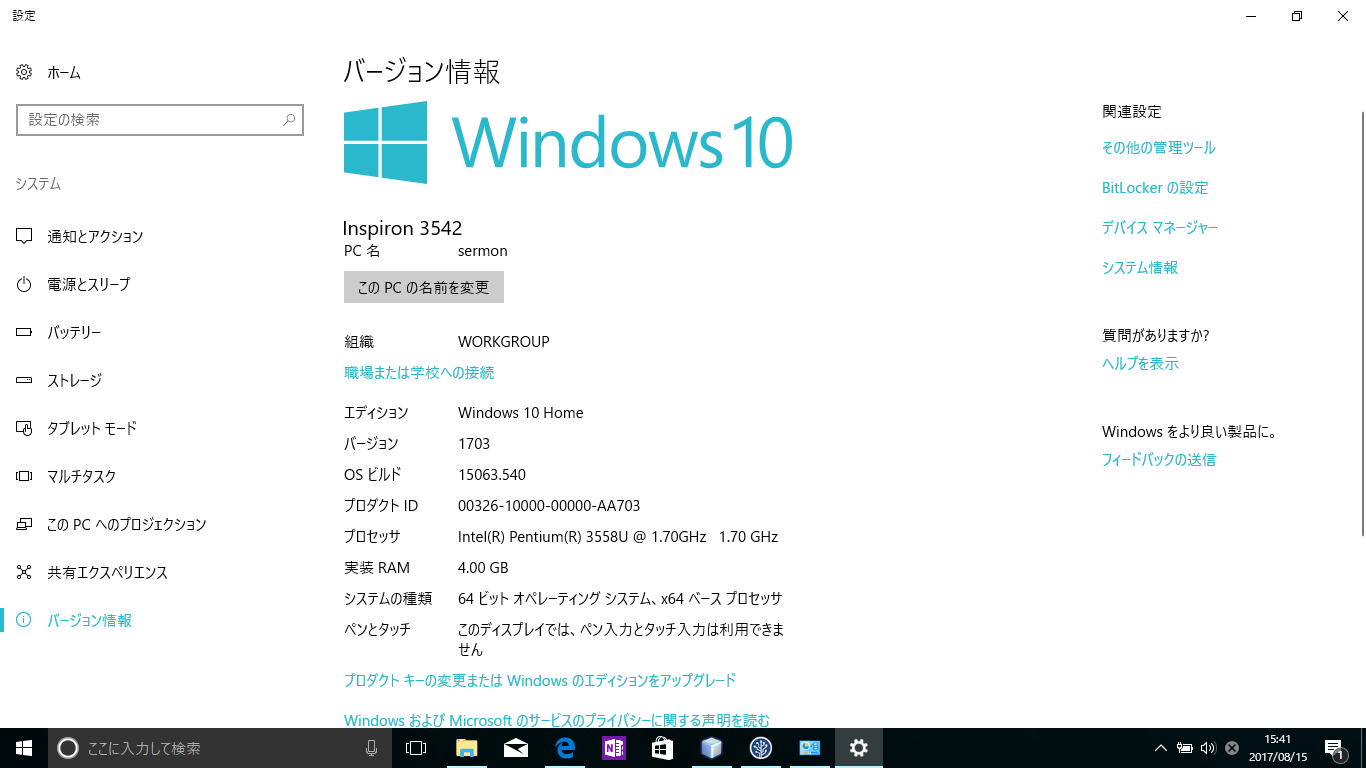 設定
ホーム
設定の検索
システム
通知とアクション
電源とスリープ
バッテリー
ストレージ
タブレット モード
マルチタスク
この PC へのプロジェクション
共有エクスペリエンス
バージョン情報
バージョン情報
Windows 10
Inspiron 3542
PC 名 sermon
この PC の名前を変更
組織 WORKGROUP
職場または学校への接続
エディション Windows 10 Home
バージョン 1703
OS ビルド 15063.540
プロダクト ID 00326-10000-00000-AA703
プロセッサ Intel(R) Pentium(R) 3558U @ 1.70GHz 1.70 GHz
実装 RAM 4.00 GB
システムの種類 64 ビット オペレーティング システム、x64 ベース プロセッサ
ペンとタッチ このディスプレイでは、ペン入力とタッチ入力は利用できま
せん
プロダクト キーの変更または Windows のエディションをアップグレード
Windows および Microsoft のサービスのプライバシーに関する声明を読む
関連設定
その他の管理ツール
BitLocker の設定
デバイス マネージャー
システム情報
質問がありますか?
ヘルプを表示
Windows をより良い製品に。
フィードバックの送信
ここに入力して検索
N
15:41
2017/08/15
1